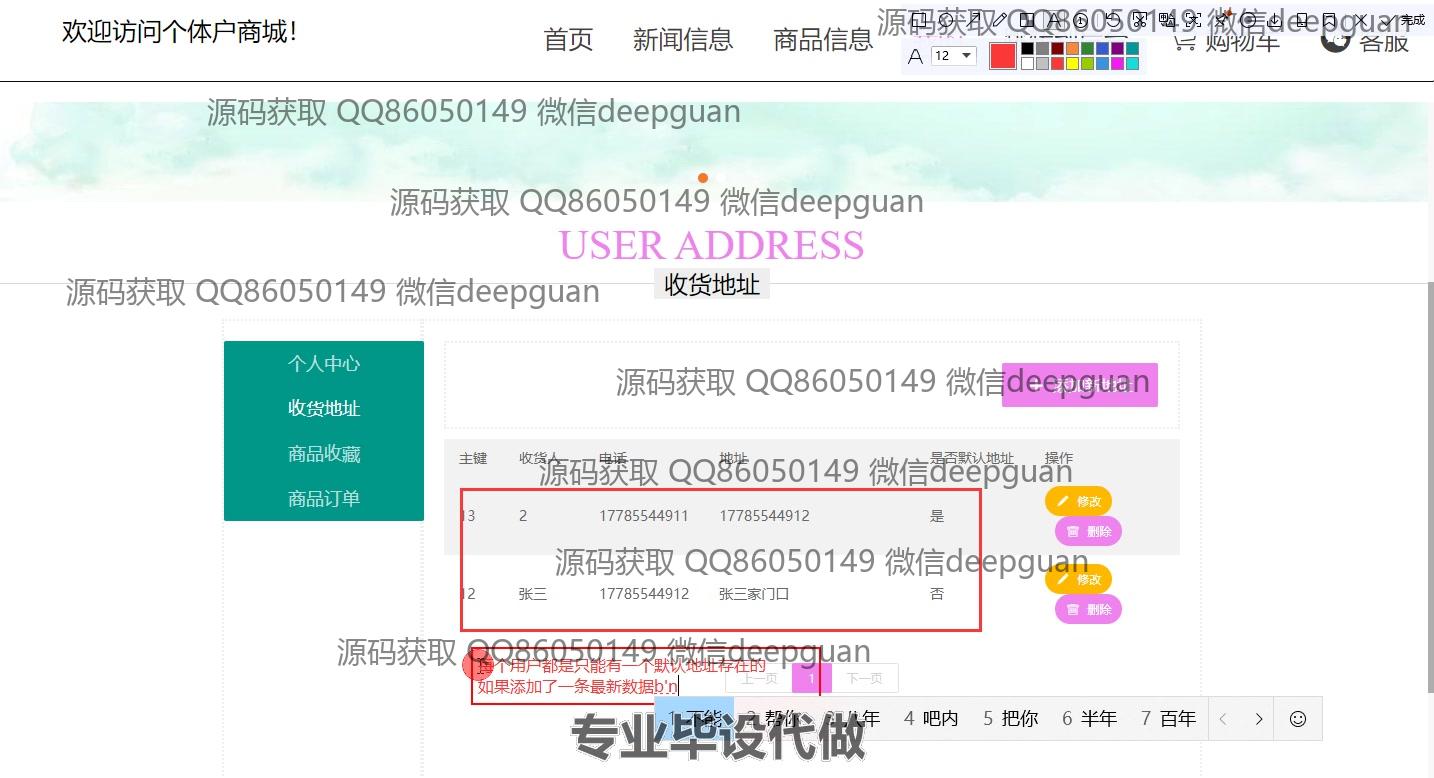 欢迎访问个体户商城!
首页 新闻信息 商品信息
购物车 客服
完成
A 12
源码获取 QQ86050149 微信deepguan
源码获取 QQ86050149 微信deepguan
源码获取 QQ86050149 微信deepguan
USER ADDRESS
源码获取 QQ86050149 微信deepguan
收货地址
个人中心
收货地址
商品收藏
商品订单
源码获取 QQ86050149 微信deepguan
添加新地址
主键 收货人 电话 地址 是否默认地址 操作
源码获取 QQ86050149 微信deepguan
13 2 17785544911 17785544912 是 修改
删除
源码获取 QQ86050149 微信deepguan
12 张三 17785544912 张三家门口 否 修改
删除
源码获取 QQ86050149 微信deepguan
每个用户都是只能有一个默认地址存在的
如果添加了一条最新数据b'n
上一页 1 下一页
1 不能 2 帮你 3 八年 4 吧内 5 把你 6 半年 7 百年
专业毕设代做